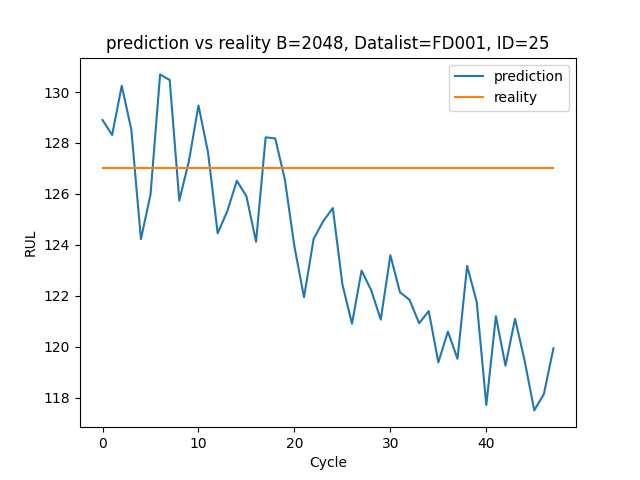 prediction vs reality B=2048, Datalist=FD001, ID=25
prediction
reality
130
128
126
124
122
120
118
RUL
0 10 20 30 40
Cycle